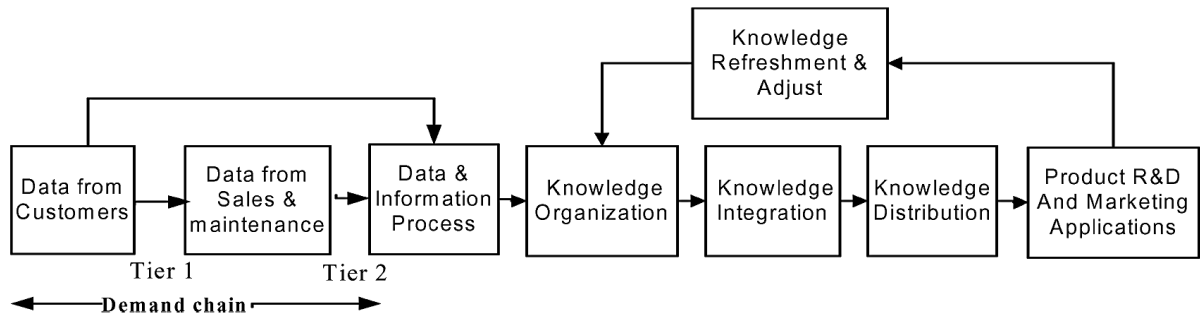 Knowledge
Refreshment &
Adjust
Data from
Customers
Data from
Sales &
maintenance
Data &
Information
Process
Knowledge
Organization
Knowledge
Integration
Knowledge
Distribution
Product R&D
And Marketing
Applications
Tier 1
Tier 2
Demand chain